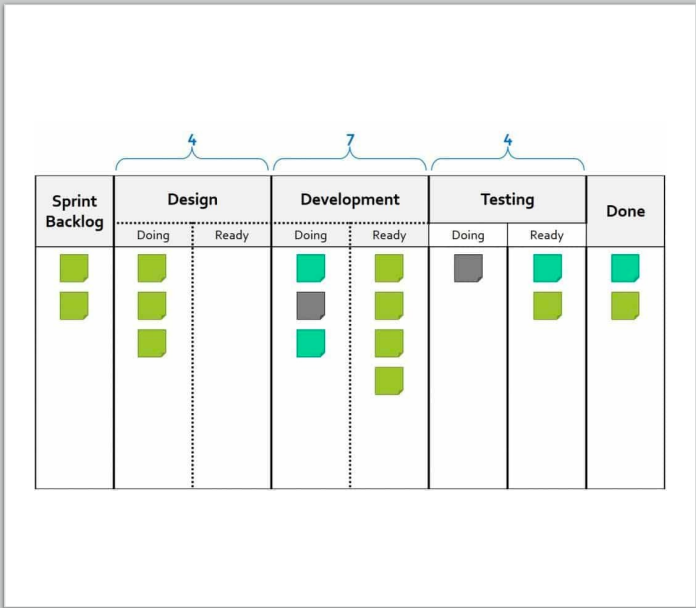 4
7
4
Sprint
Backlog
Design
Development
Testing
Done
Doing
Ready
Doing
Ready
Doing
Ready